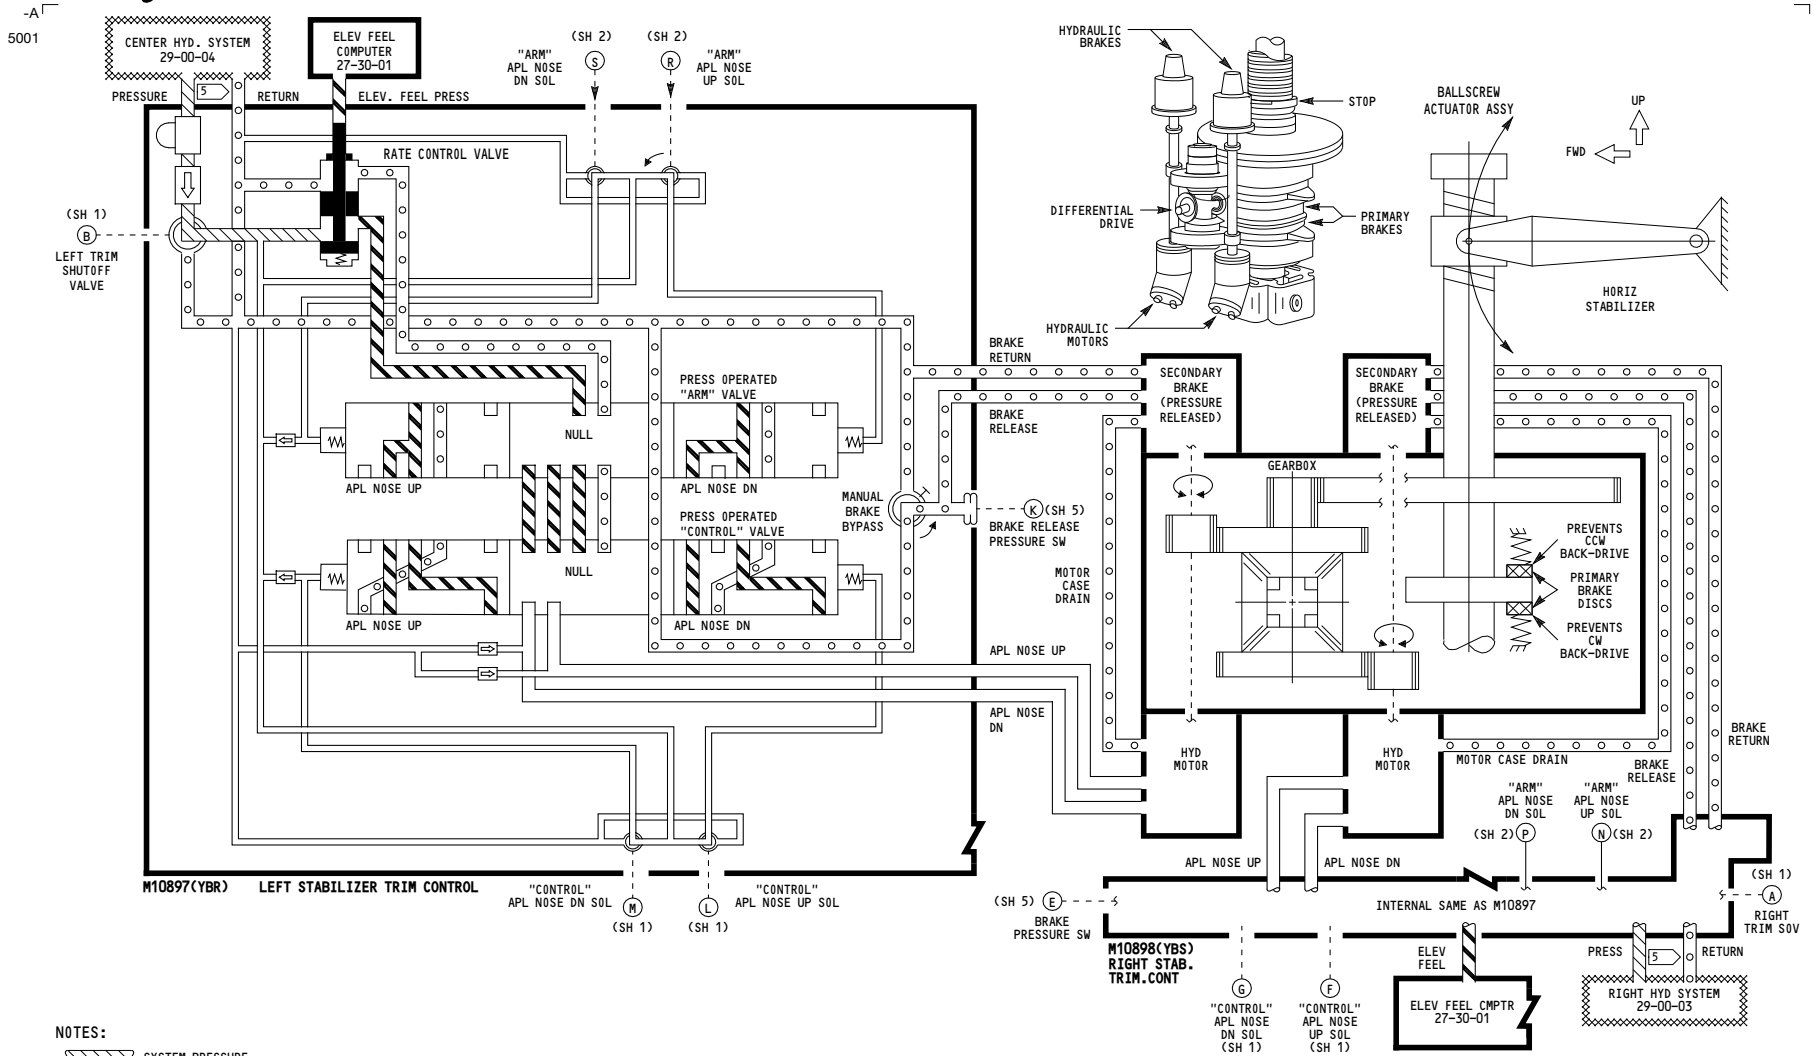 -A
5001
CENTER HYD. SYSTEM
29-00-04
ELEV FEEL
COMPUTER
27-30-01
(SH 2)
(SH 2)
"ARM"
APL NOSE
DN SOL
S
R
"ARM"
APL NOSE
UP SOL
PRESSURE
5
RETURN
ELEV. FEEL PRESS
RATE CONTROL VALVE
(SH 1)
B
LEFT TRIM
SHUTOFF
VALVE
PRESS OPERATED
"ARM" VALVE
NULL
APL NOSE UP
APL NOSE DN
PRESS OPERATED
"CONTROL" VALVE
NULL
APL NOSE UP
APL NOSE DN
MANUAL
BRAKE
BYPASS
K
(SH 5)
BRAKE RELEASE
PRESSURE SW
BRAKE
RETURN
BRAKE
RELEASE
MOTOR
CASE
DRAIN
APL NOSE UP
APL NOSE
DN
M10897(YBR)
LEFT STABILIZER TRIM CONTROL
"CONTROL"
APL NOSE DN SOL
M
(SH 1)
L
(SH 1)
"CONTROL"
APL NOSE UP SOL
HYDRAULIC
BRAKES
STOP
DIFFERENTIAL
DRIVE
PRIMARY
BRAKES
HYDRAULIC
MOTORS
BALLSCREW
ACTUATOR ASSY
UP
FWD
HORIZ
STABILIZER
SECONDARY
BRAKE
(PRESSURE
RELEASED)
SECONDARY
BRAKE
(PRESSURE
RELEASED)
GEARBOX
PREVENTS
CCW
BACK-DRIVE
PRIMARY
BRAKE
DISCS
PREVENTS
CW
BACK-DRIVE
HYD
MOTOR
HYD
MOTOR
MOTOR CASE DRAIN
BRAKE
RELEASE
BRAKE
RETURN
"ARM"
APL NOSE
DN SOL
(SH 2)
P
"ARM"
APL NOSE
UP SOL
N
(SH 2)
APL NOSE UP
APL NOSE DN
(SH 1)
A
RIGHT
TRIM SOV
(SH 5)
E
BRAKE
PRESSURE SW
INTERNAL SAME AS M10897
M10898(YBS)
RIGHT STAB.
TRIM.CONT
G
"CONTROL"
APL NOSE
DN SOL
(SH 1)
F
"CONTROL"
APL NOSE
UP SOL
(SH 1)
ELEV
FEEL
ELEV FEEL CMPTR
27-30-01
PRESS
5
RETURN
RIGHT HYD SYSTEM
29-00-03
NOTES:
SYSTEM PRESSURE